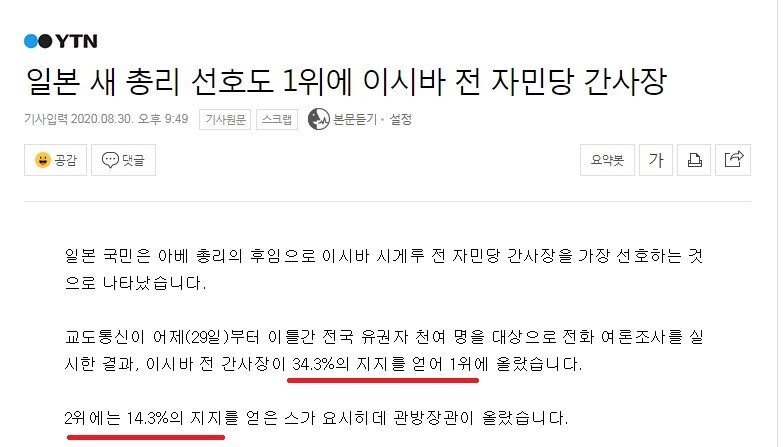 YTN
일본 새 총리 선호도 1위에 이시바 전 자민당 간사장
기사입력 2020.08.30. 오후 9:49 기사원문 스크랩 본문듣기 · 설정
공감 댓글 요약봇 가
일본 국민은 아베 총리의 후임으로 이시바 시게루 전 자민당 간사장을 가장 선호하는 것
으로 나타났습니다.
교도통신이 어제(29일)부터 이틀간 전국 유권자 천여 명을 대상으로 전화 여론조사를 실
시한 결과, 이시바 전 간사장이 34.3%의 지지를 얻어 1위에 올랐습니다.
2위에는 14.3%의 지지를 얻은 스가 요시히데 관방장관이 올랐습니다.